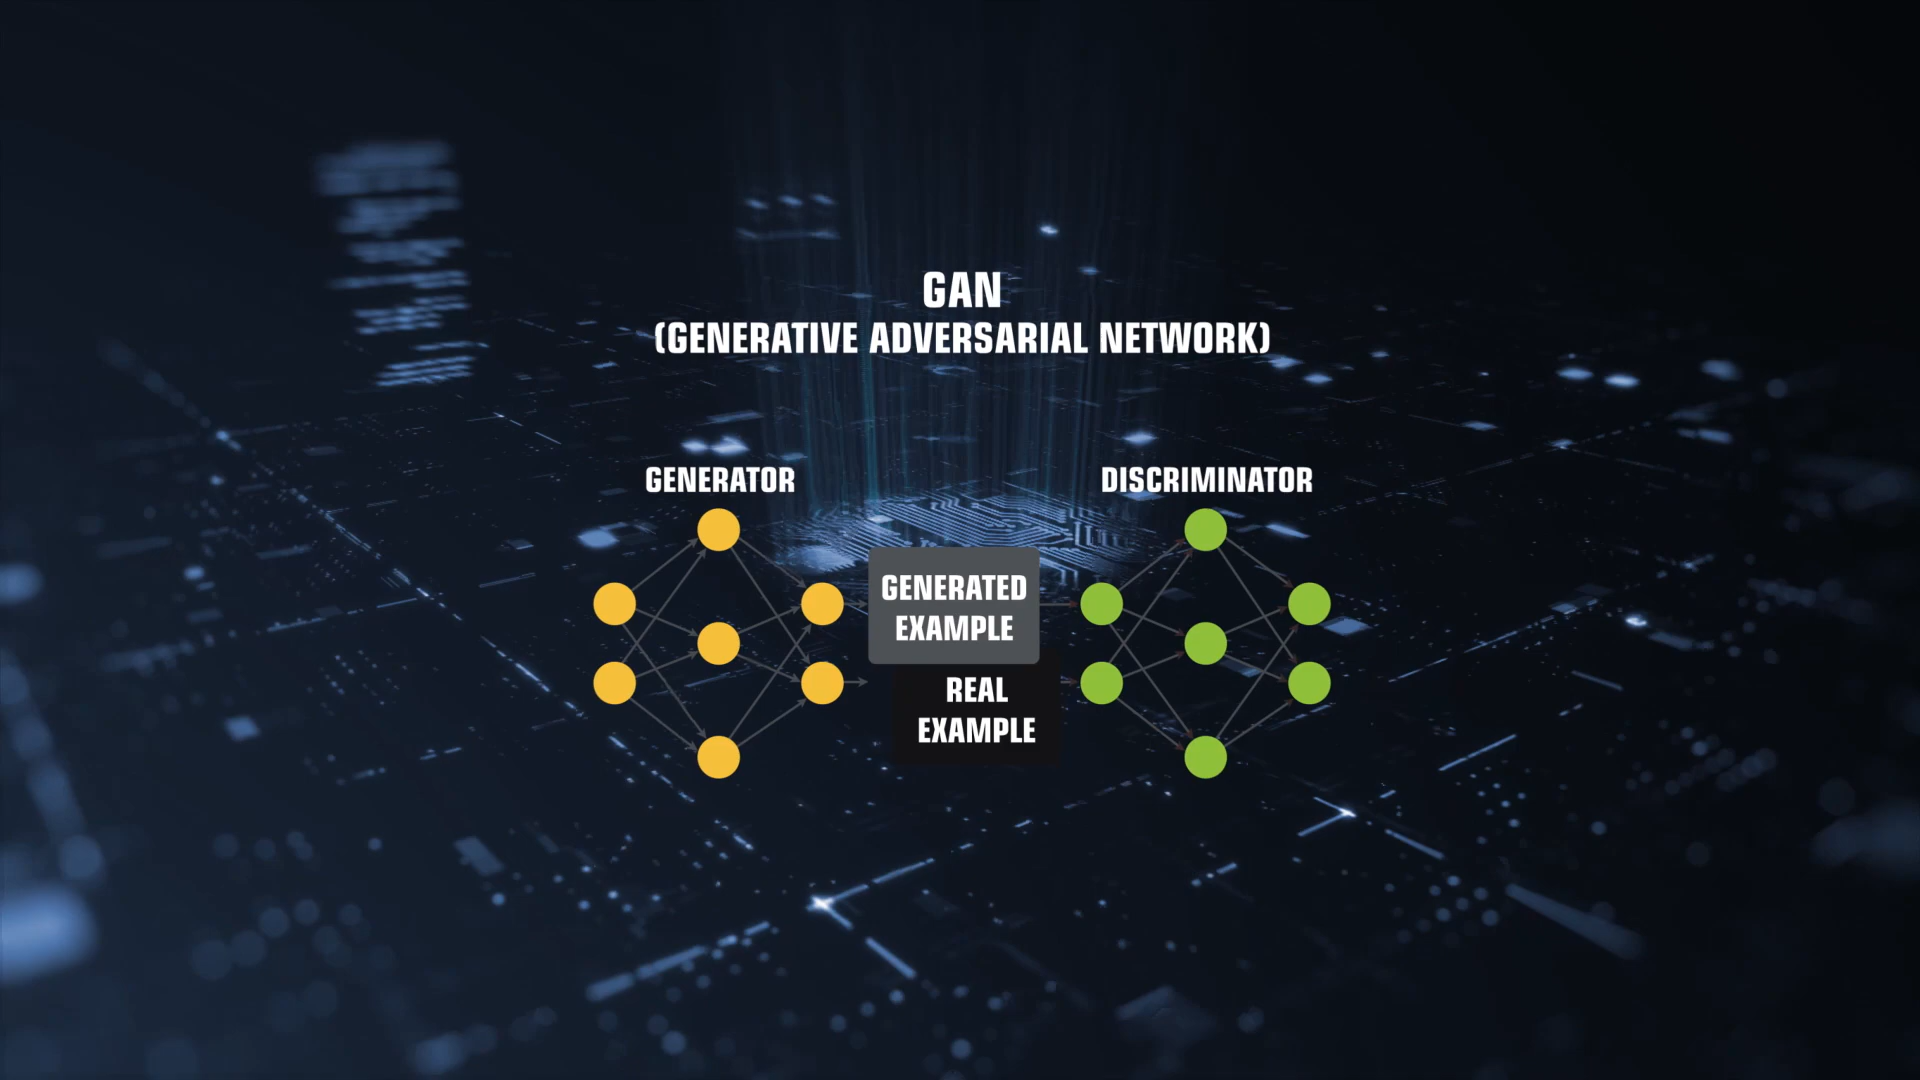 GAN
(GENERATIVE ADVERSARIAL NETWORK)
GENERATOR
DISCRIMINATOR
GENERATED
EXAMPLE
REAL
EXAMPLE